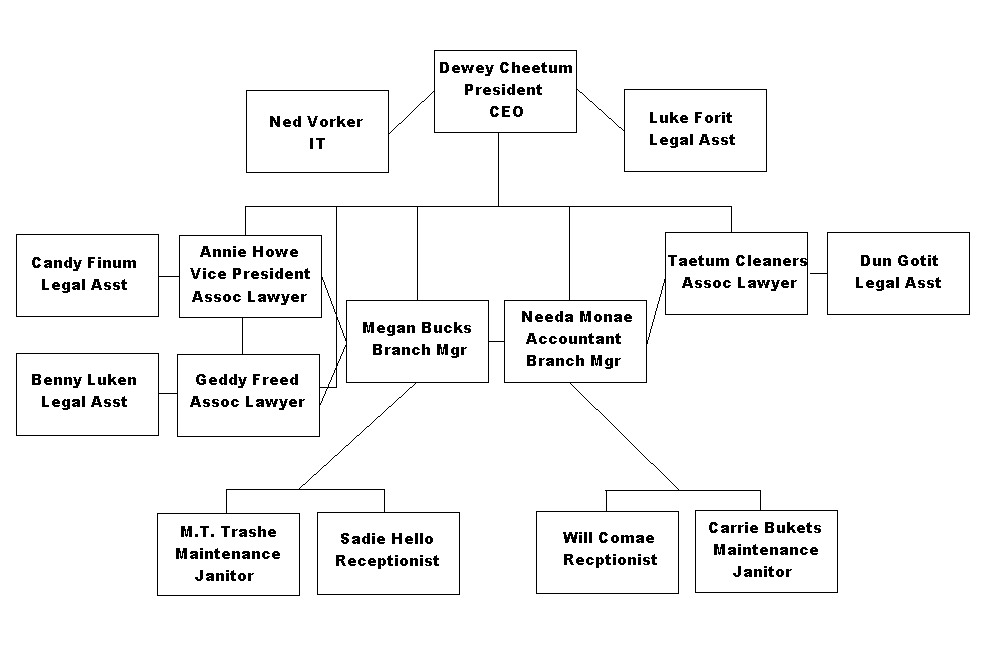 Dewey Cheetum
President
CEO
Ned Vorker
IT
Luke Forit
Legal Asst
Candy Finum
Legal Asst
Annie Howe
Vice President
Assoc Lawyer
Taetum Cleaners
Assoc Lawyer
Dun Gotit
Legal Asst
Megan Bucks
Branch Mgr
Needa Monae
Accountant
Branch Mgr
Benny Luken
Legal Asst
Geddy Freed
Assoc Lawyer
M.T. Trashe
Maintenance
Janitor
Sadie Hello
Receptionist
Will Comae
Recptionist
Carrie Bukets
Maintenance
Janitor